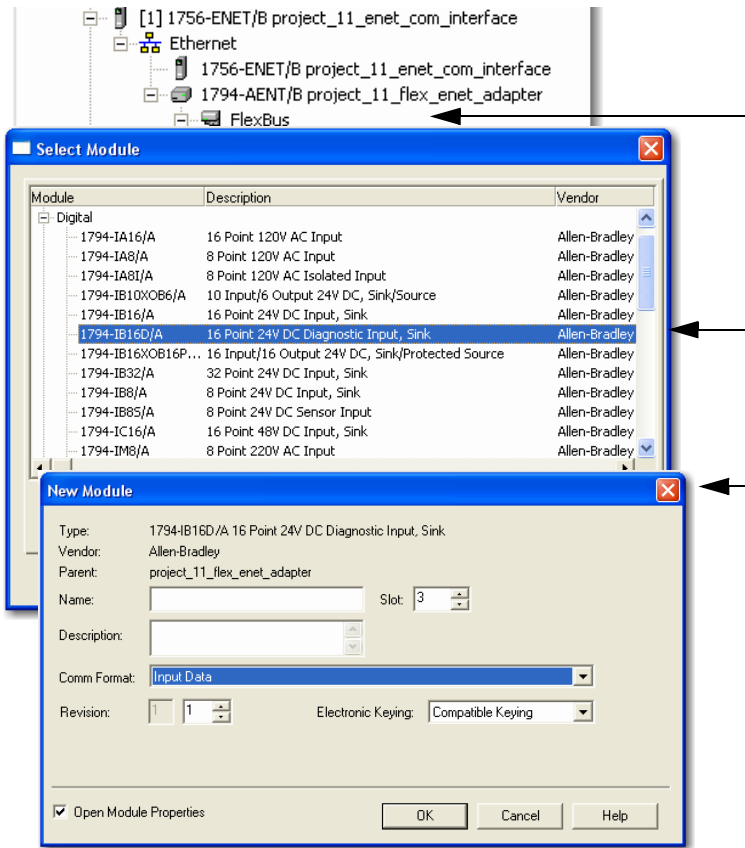 [1] 1756-ENET/B project_11_enet_com_interface
Ethernet
1756-ENET/B project_11_enet_com_interface
1794-AENT/B project_11_flex_enet_adapter
FlexBus
Select Module
Module Description Vendor
Digital
1794-IA16/A 16 Point 120V AC Input Allen-Bradley
1794-IA8/A 8 Point 120V AC Input Allen-Bradley
1794-IA8I/A 8 Point 120V AC Isolated Input Allen-Bradley
1794-IB10XOB6/A 10 Input/6 Output 24V DC, Sink/Source Allen-Bradley
1794-IB16/A 16 Point 24V DC Input, Sink Allen-Bradley
1794-IB16D/A 16 Point 24V DC Diagnostic Input, Sink Allen-Bradley
1794-IB16XOB16P... 16 Input/16 Output 24V DC, Sink/Protected Source Allen-Bradley
1794-IB32/A 32 Point 24V DC Input, Sink Allen-Bradley
1794-IB8/A 8 Point 24V DC Input, Sink Allen-Bradley
1794-IB8S/A 8 Point 24V DC Sensor Input Allen-Bradley
1794-IC16/A 16 Point 48V DC Input, Sink Allen-Bradley
1794-IM8/A 8 Point 220V AC Input Allen-Bradley
New Module
Type: 1794-IB16D/A 16 Point 24V DC Diagnostic Input, Sink
Vendor: Allen-Bradley
Parent: project_11_flex_enet_adapter
Name: Slot: 3
Description:
Comm Format: Input Data
Revision: 1 1 Electronic Keying: Compatible Keying
Open Module Properties OK Cancel Help